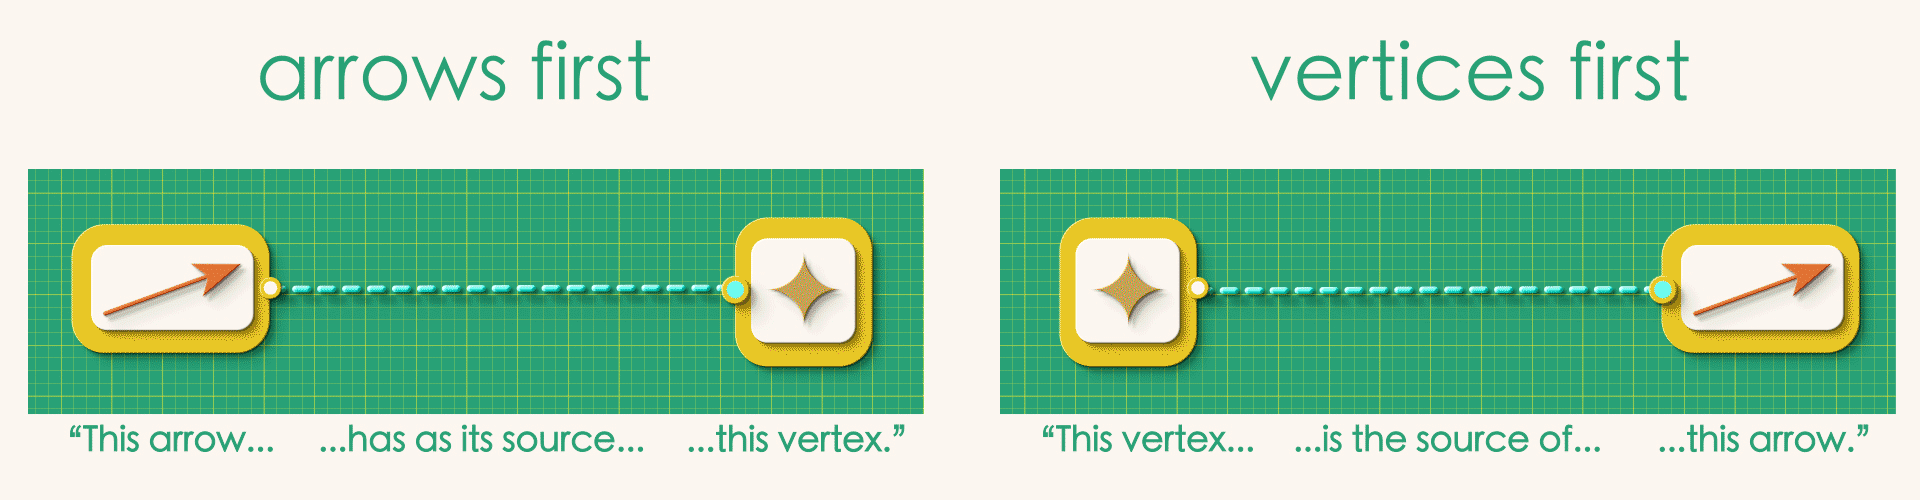 arrows first
vertices first
“This arrow... ...has as its source... ...this vertex.”
“This vertex... ...is the source of... ...this arrow.”